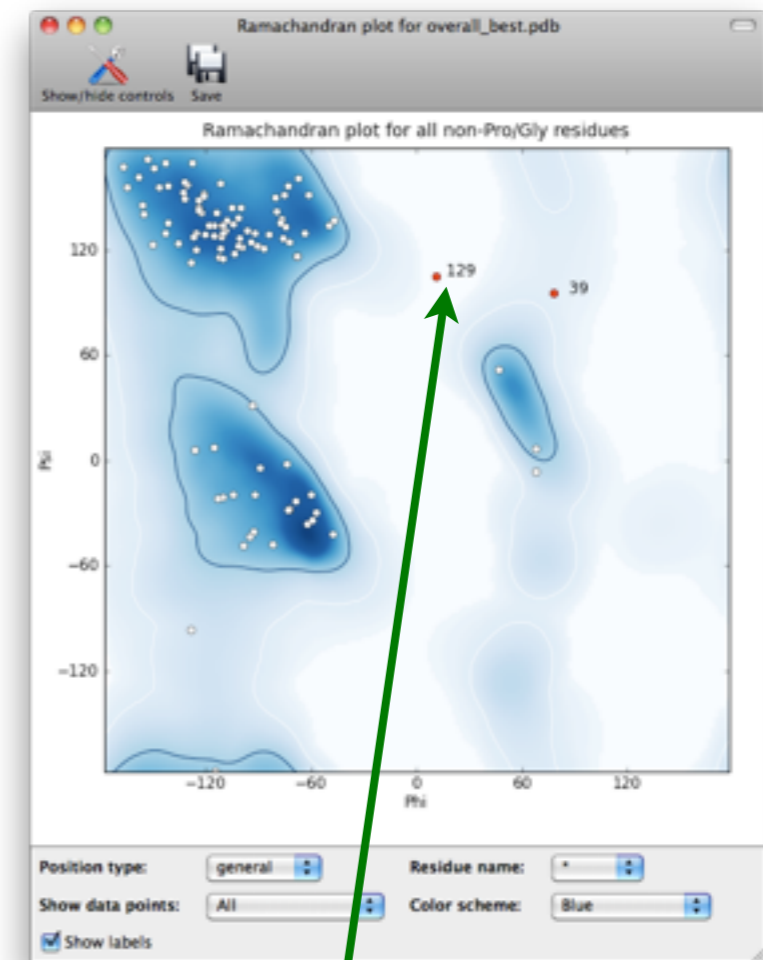 Ramachandran plot for overall_best.pdb
Show/hide controls Save
Ramachandran plot for all non-Pro/Gly residues
120
60
0
−60
−120
Psi
129
39
−120 −60 0 60 120
Phi
Position type: general Residue name: *
Show data points: All Color scheme: Blue
Show labels